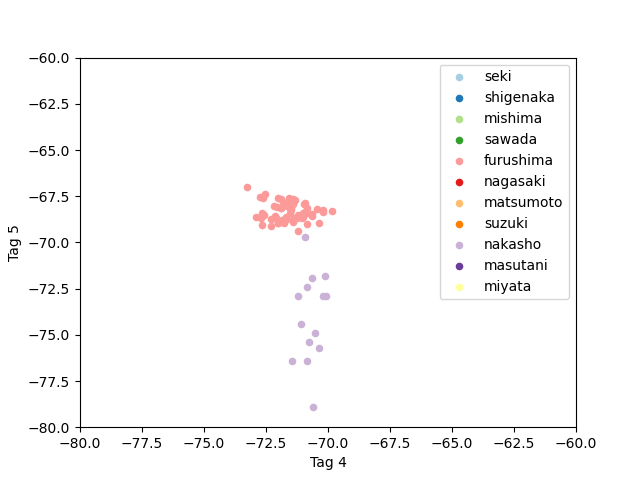 −60.0
−62.5
−65.0
−67.5
−70.0
−72.5
−75.0
−77.5
−80.0
Tag 5
−80.0 −77.5 −75.0 −72.5 −70.0 −67.5 −65.0 −62.5 −60.0
Tag 4
seki
shigenaka
mishima
sawada
furushima
nagasaki
matsumoto
suzuki
nakasho
masutani
miyata